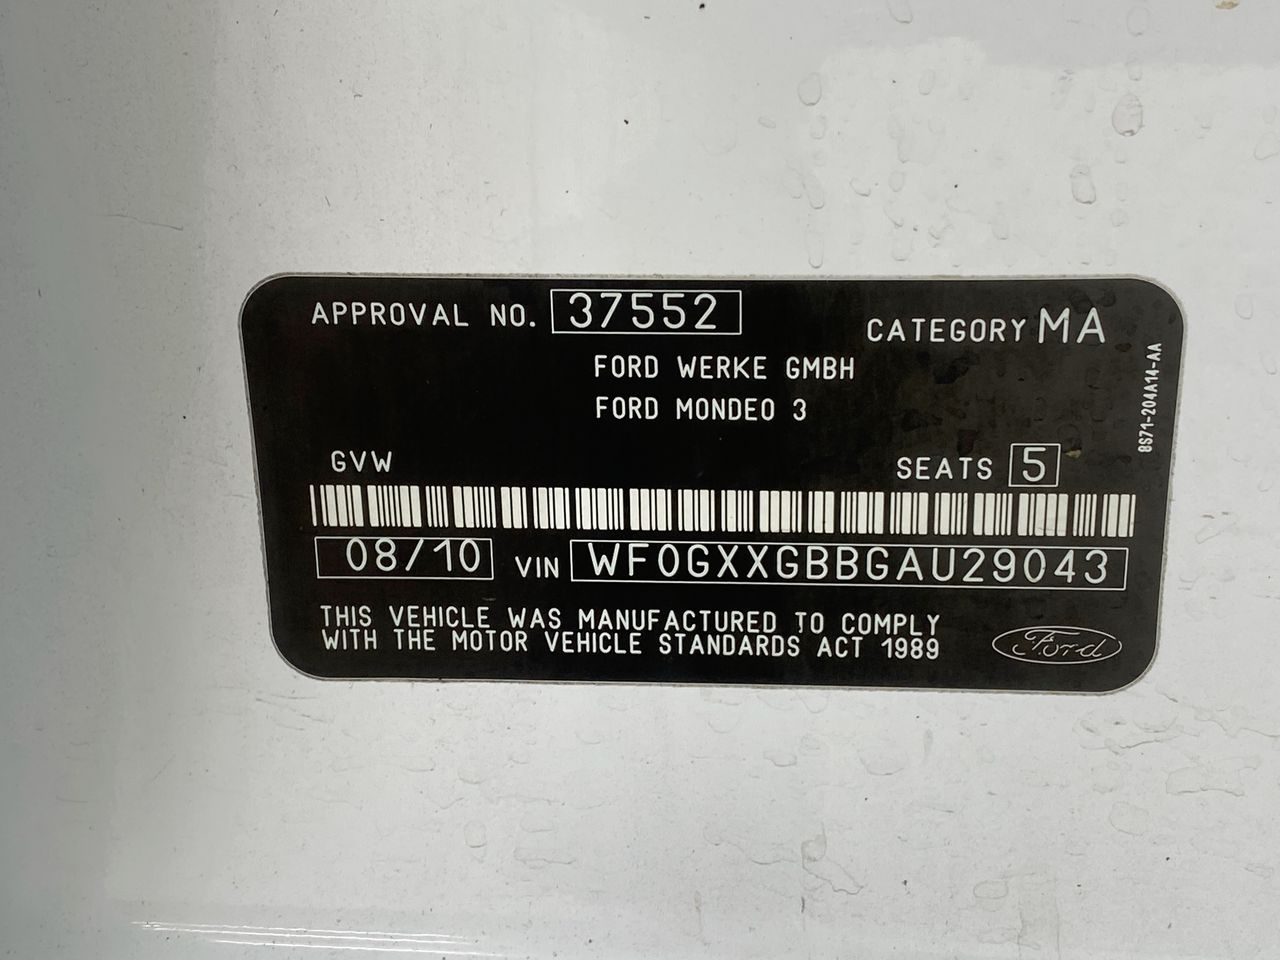 APPROVAL NO. 37552
CATEGORY MA
FORD WERKE GMBH
FORD MONDEO 3
8S71-204A14-AA
GVW
SEATS 5
08/10 VIN WF0GXXGBBGAU29043
THIS VEHICLE WAS MANUFACTURED TO COMPLY
WITH THE MOTOR VEHICLE STANDARDS ACT 1989
Ford